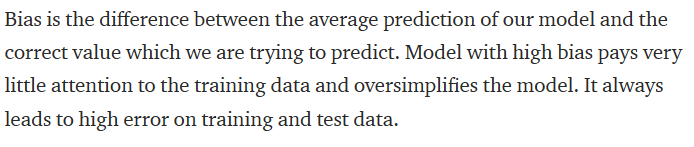 Bias is the difference between the average prediction of our model and the
correct value which we are trying to predict. Model with high bias pays very
little attention to the training data and oversimplifies the model. It always
leads to high error on training and test data.